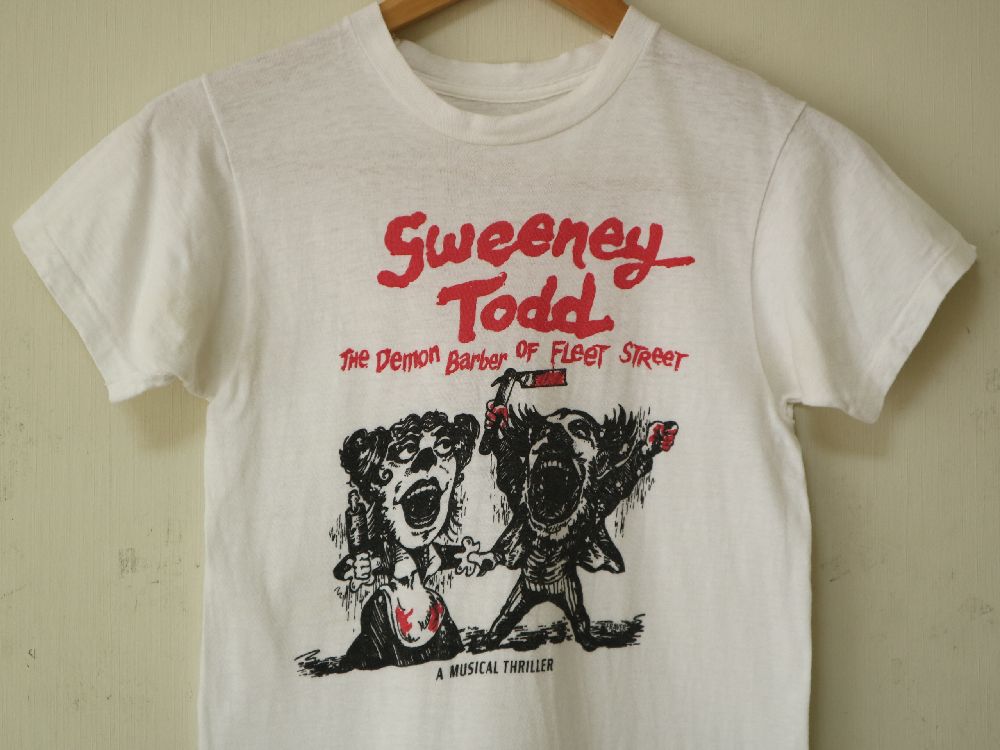 Sweeney
Todd
THE DEMON BARBER OF FLEET STREET
A MUSICAL THRILLER